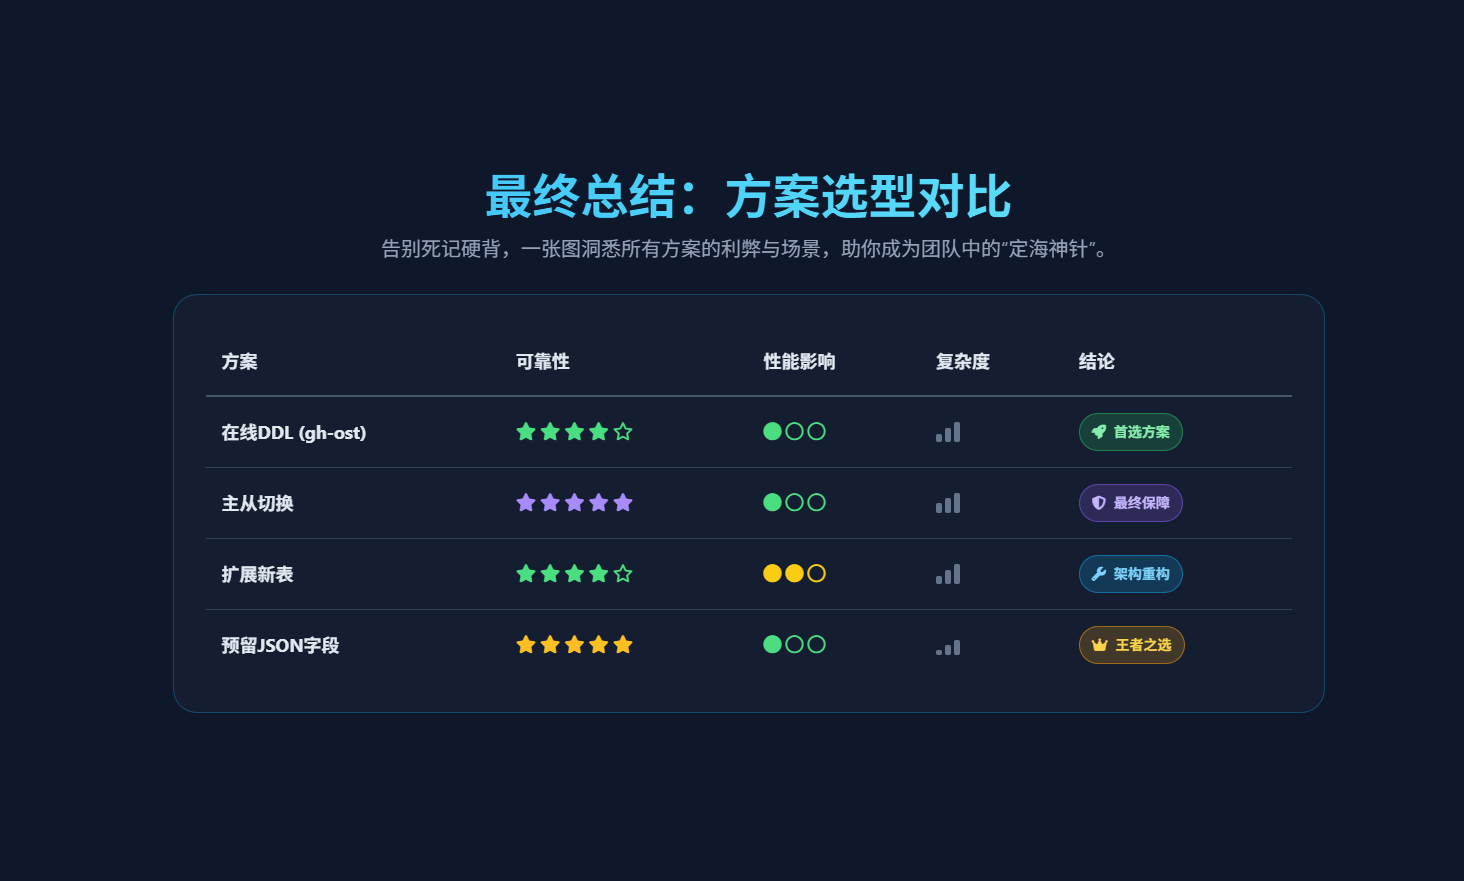 最终总结：方案选型对比
告别死记硬背，一张图洞悉所有方案的利弊与场景，助你成为团队中的"定海神针"。
方案 可靠性 性能影响 复杂度 结论
在线DDL (gh-ost) 首选方案
主从切换 最终保障
扩展新表 架构重构
预留JSON字段 王者之选